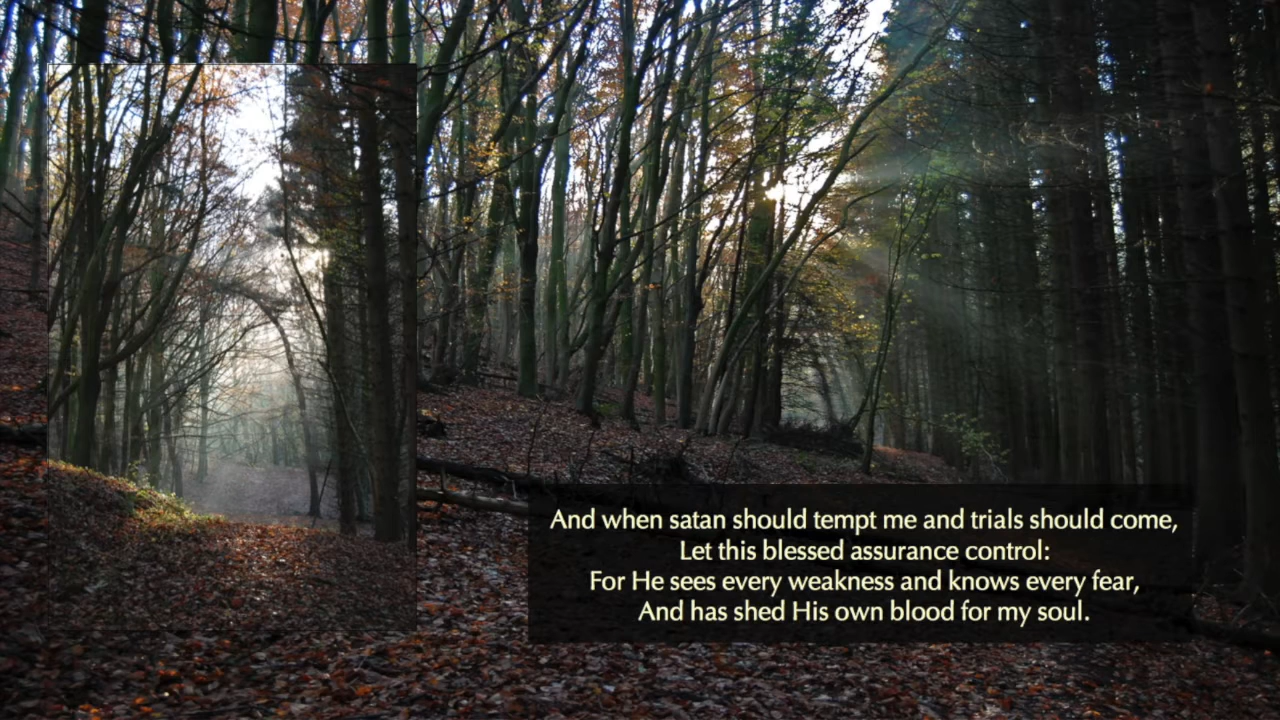 And when satan should tempt me and trials should come,
Let this blessed assurance control:
For He sees every weakness and knows every fear,
And has shed His own blood for my soul.